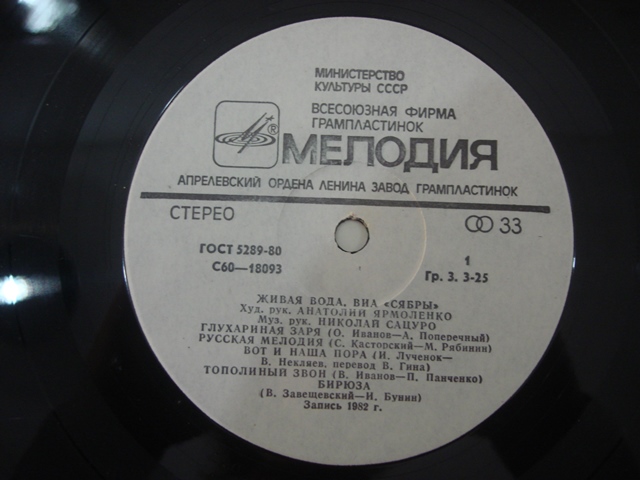 МИНИСТЕРСТВО
КУЛЬТУРЫ СССР
ВСЕСОЮЗНАЯ ФИРМА
ГРАМПЛАСТИНОК
® МЕЛОДИЯ
АПРЕЛЕВСКИЙ ОРДЕНА ЛЕНИНА ЗАВОД ГРАМПЛАСТИНОК
СТЕРЕО
33
ГОСТ 5289-80
С60—18093
1
Гр. 3. 3-25
ЖИВАЯ ВОДА. ВИА «СЯБРЫ»
Худ. рук. АНАТОЛИЙ ЯРМОЛЕНКО
Муз. рук. НИКОЛАЙ САЦУРО
ГЛУХАРИНАЯ ЗАРЯ (О. Иванов—А. Поперечный)
РУССКАЯ МЕЛОДИЯ (С. Касторский—М. Рябинин)
ВОТ И НАША ПОРА (И. Лученок—
В. Некляев, перевод В. Гина)
ТОПОЛИНЫЙ ЗВОН (В. Иванов—П. Панченко)
БИРЮЗА
(В. Завещевский—И. Бунин)
Запись 1982 г.